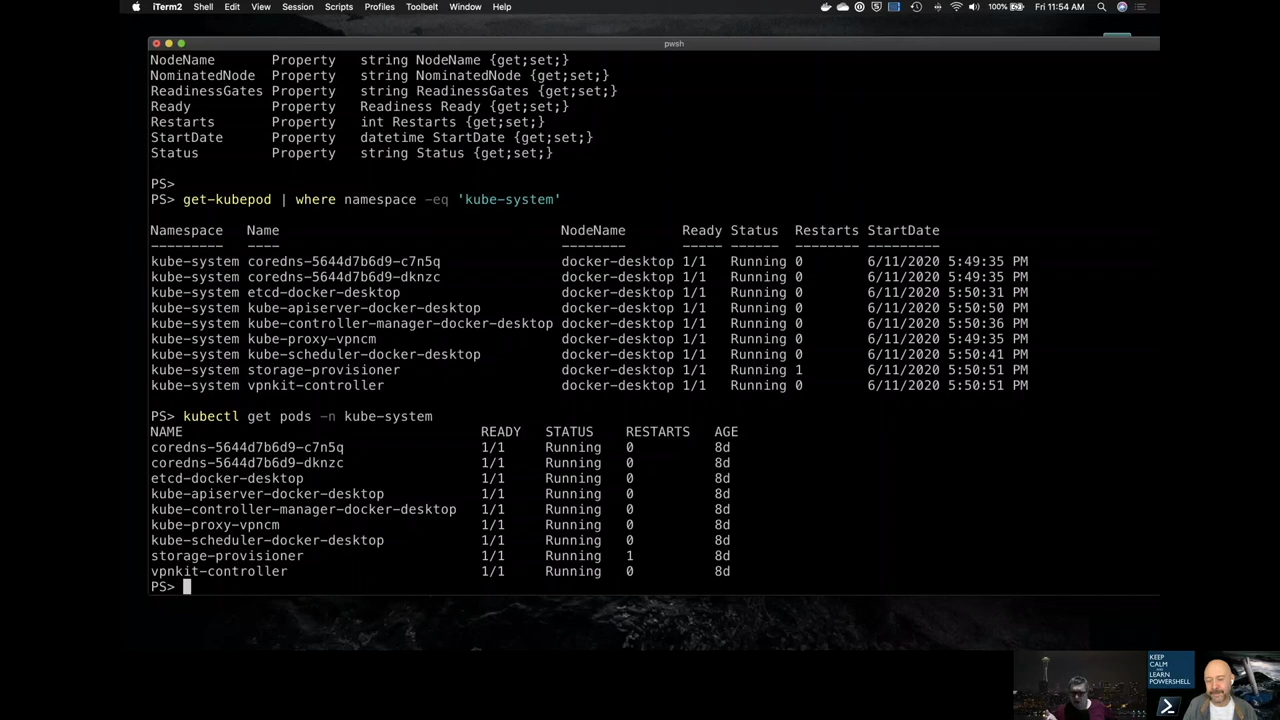 iTerm2 Shell Edit View Session Scripts Profiles Toolbelt Window Help 100% Fri 11:54 AM
pwsh
NodeName Property string NodeName {get;set;}
NominatedNode Property string NominatedNode {get;set;}
ReadinessGates Property string ReadinessGates {get;set;}
Ready Property Readiness Ready {get;set;}
Restarts Property int Restarts {get;set;}
StartDate Property datetime StartDate {get;set;}
Status Property string Status {get;set;}
PS>
PS> get-kubepod | where namespace -eq 'kube-system'
Namespace Name NodeName Ready Status Restarts StartDate
--------- ---- -------- ----- ------ -------- ---------
kube-system coredns-5644d7b6d9-c7n5q docker-desktop 1/1 Running 0 6/11/2020 5:49:35 PM
kube-system coredns-5644d7b6d9-dknzc docker-desktop 1/1 Running 0 6/11/2020 5:49:35 PM
kube-system etcd-docker-desktop docker-desktop 1/1 Running 0 6/11/2020 5:50:31 PM
kube-system kube-apiserver-docker-desktop docker-desktop 1/1 Running 0 6/11/2020 5:50:50 PM
kube-system kube-controller-manager-docker-desktop docker-desktop 1/1 Running 0 6/11/2020 5:50:36 PM
kube-system kube-proxy-vpncm docker-desktop 1/1 Running 0 6/11/2020 5:49:35 PM
kube-system kube-scheduler-docker-desktop docker-desktop 1/1 Running 0 6/11/2020 5:50:41 PM
kube-system storage-provisioner docker-desktop 1/1 Running 1 6/11/2020 5:50:51 PM
kube-system vpnkit-controller docker-desktop 1/1 Running 0 6/11/2020 5:50:51 PM
PS> kubectl get pods -n kube-system
NAME READY STATUS RESTARTS AGE
coredns-5644d7b6d9-c7n5q 1/1 Running 0 8d
coredns-5644d7b6d9-dknzc 1/1 Running 0 8d
etcd-docker-desktop 1/1 Running 0 8d
kube-apiserver-docker-desktop 1/1 Running 0 8d
kube-controller-manager-docker-desktop 1/1 Running 0 8d
kube-proxy-vpncm 1/1 Running 0 8d
kube-scheduler-docker-desktop 1/1 Running 0 8d
storage-provisioner 1/1 Running 1 8d
vpnkit-controller 1/1 Running 0 8d
PS>
KEEP
CALM
AND
LEARN
POWERSHELL